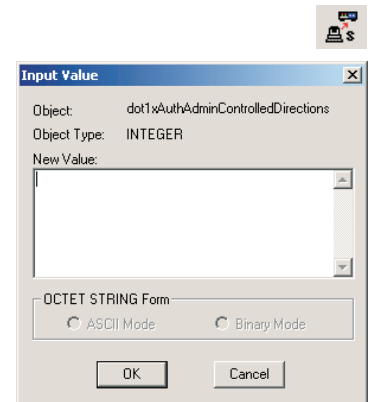 s
Input Value
Object: dot1xAuthAdminControlledDirections
Object Type: INTEGER
New Value:
OCTET STRING Form
ASCII Mode Binary Mode
OK Cancel